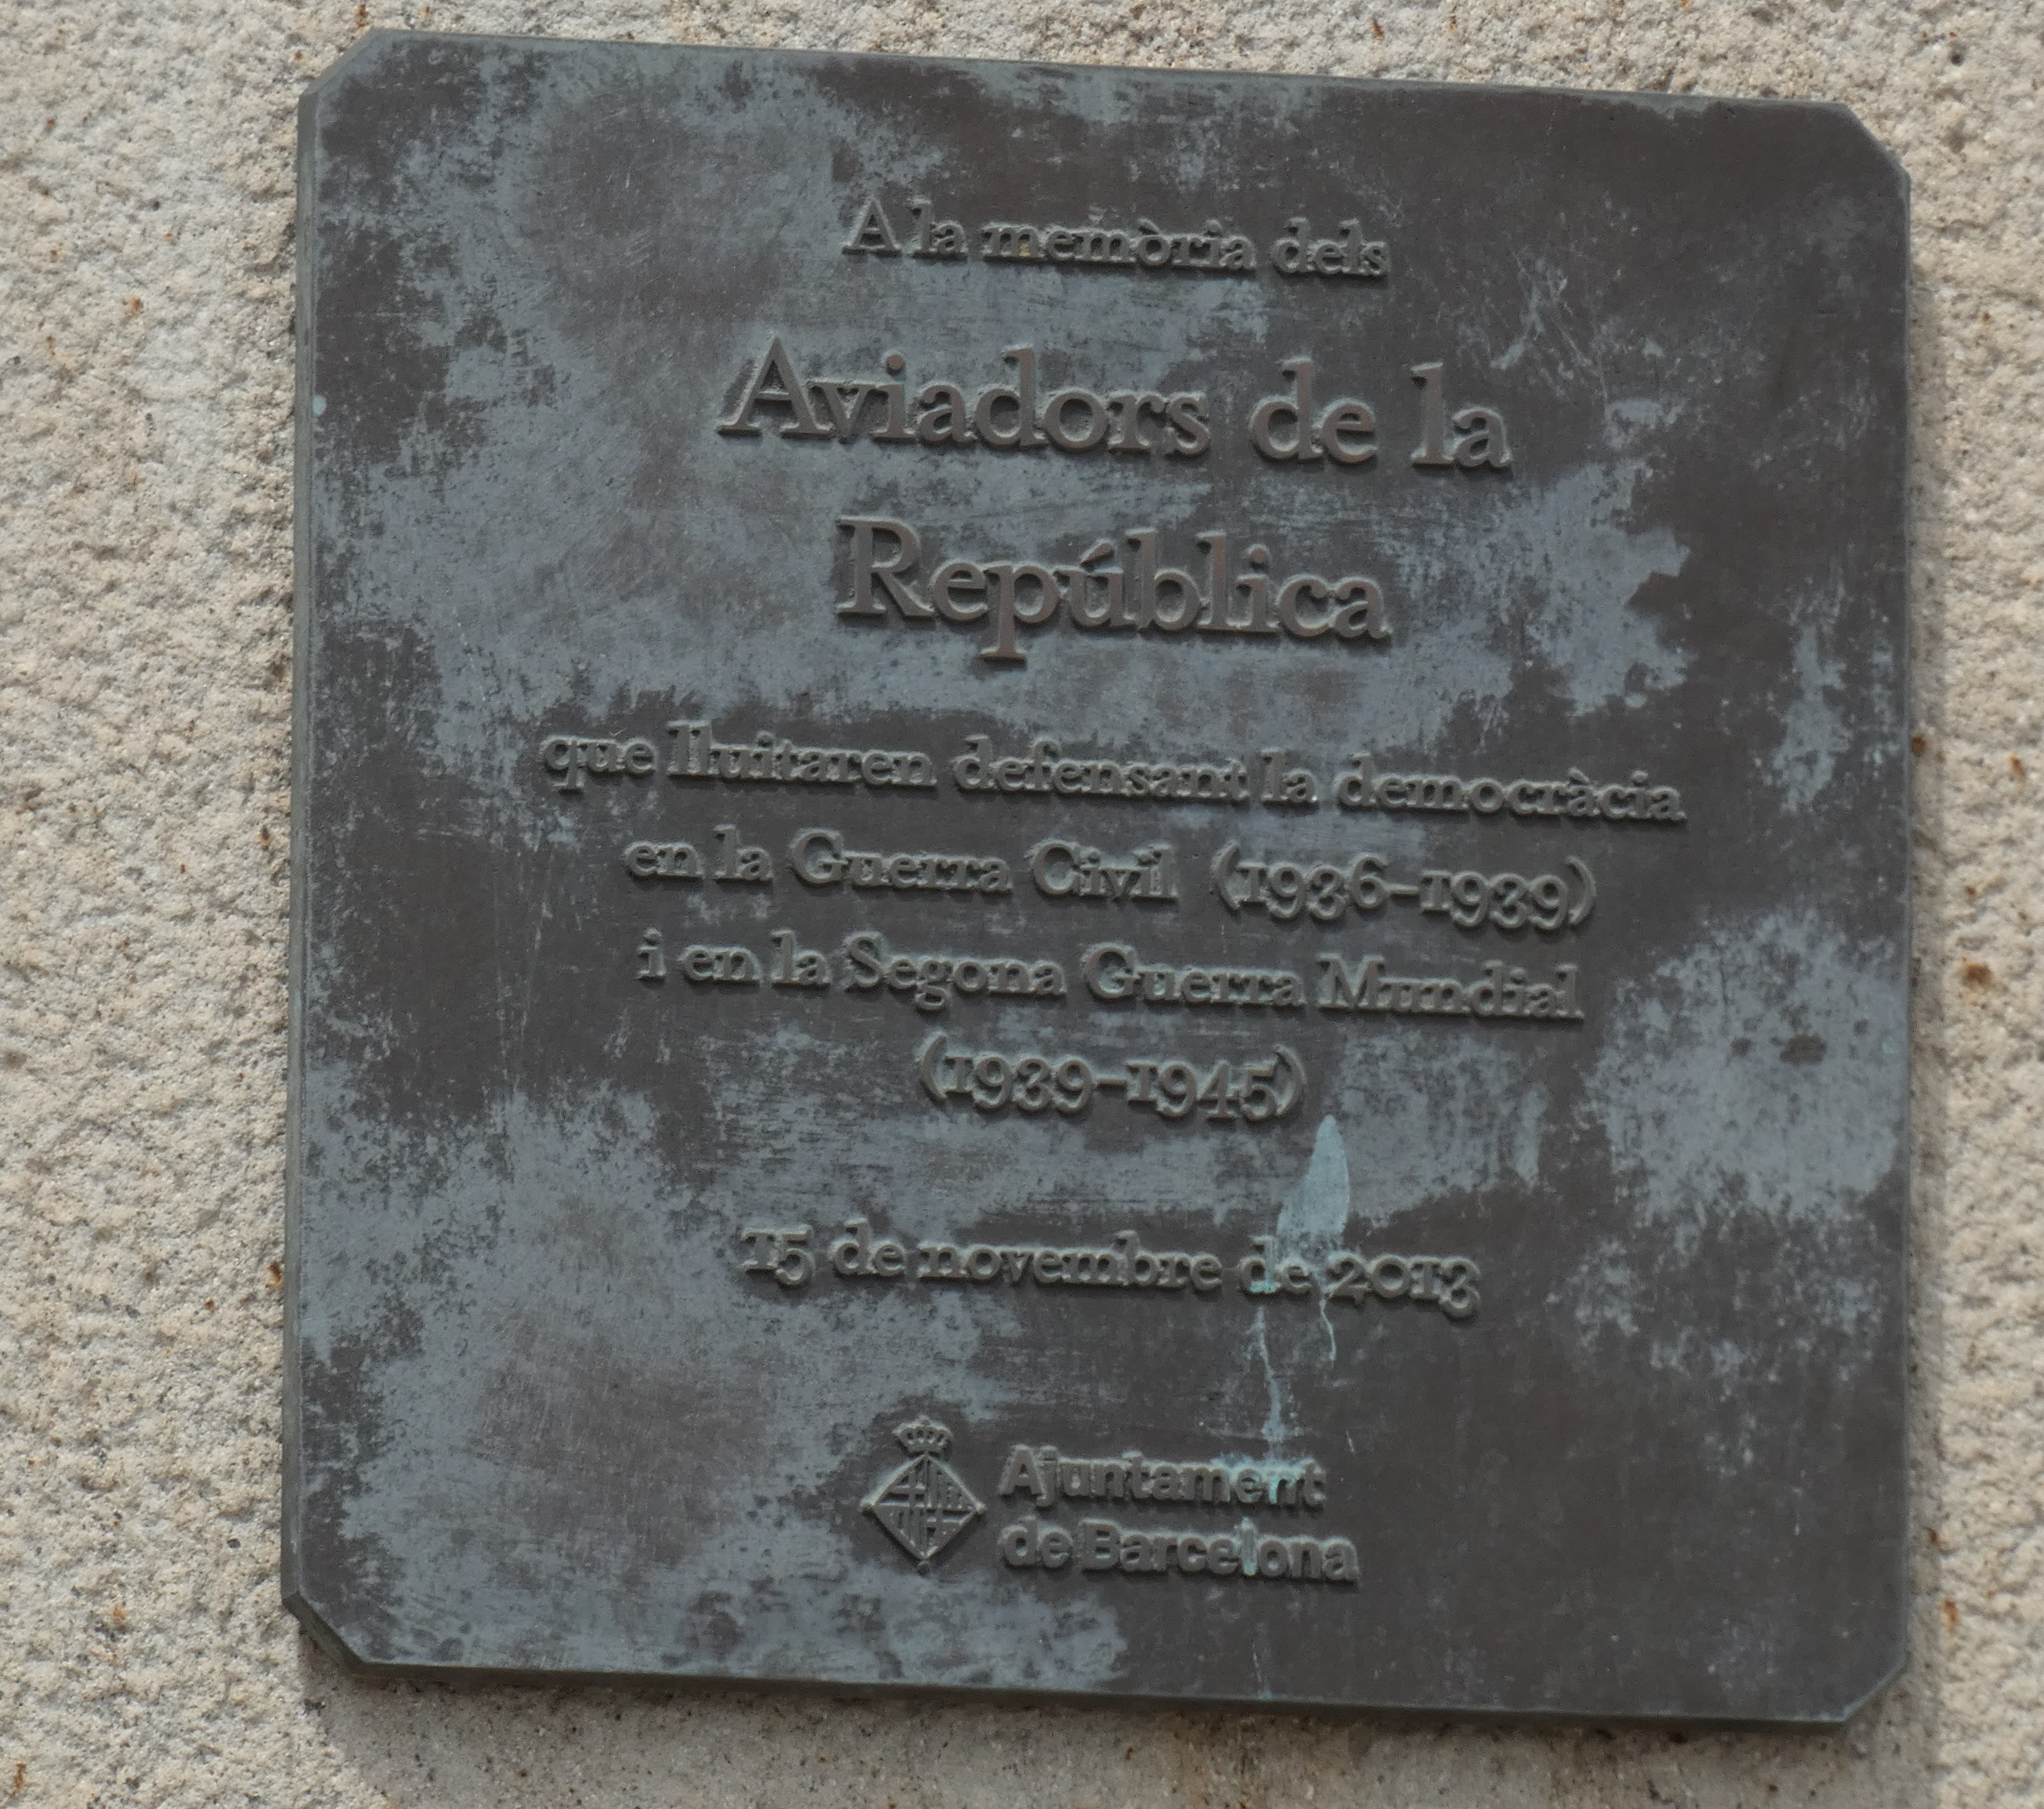 A la memòria dels
Aviadors de la
República
que lluitaren defensant la democràcia
en la Guerra Civil (1936-1939)
i en la Segona Guerra Mundial
(1939-1945)
15 de novembre de 2013
Ajuntament
de Barcelona